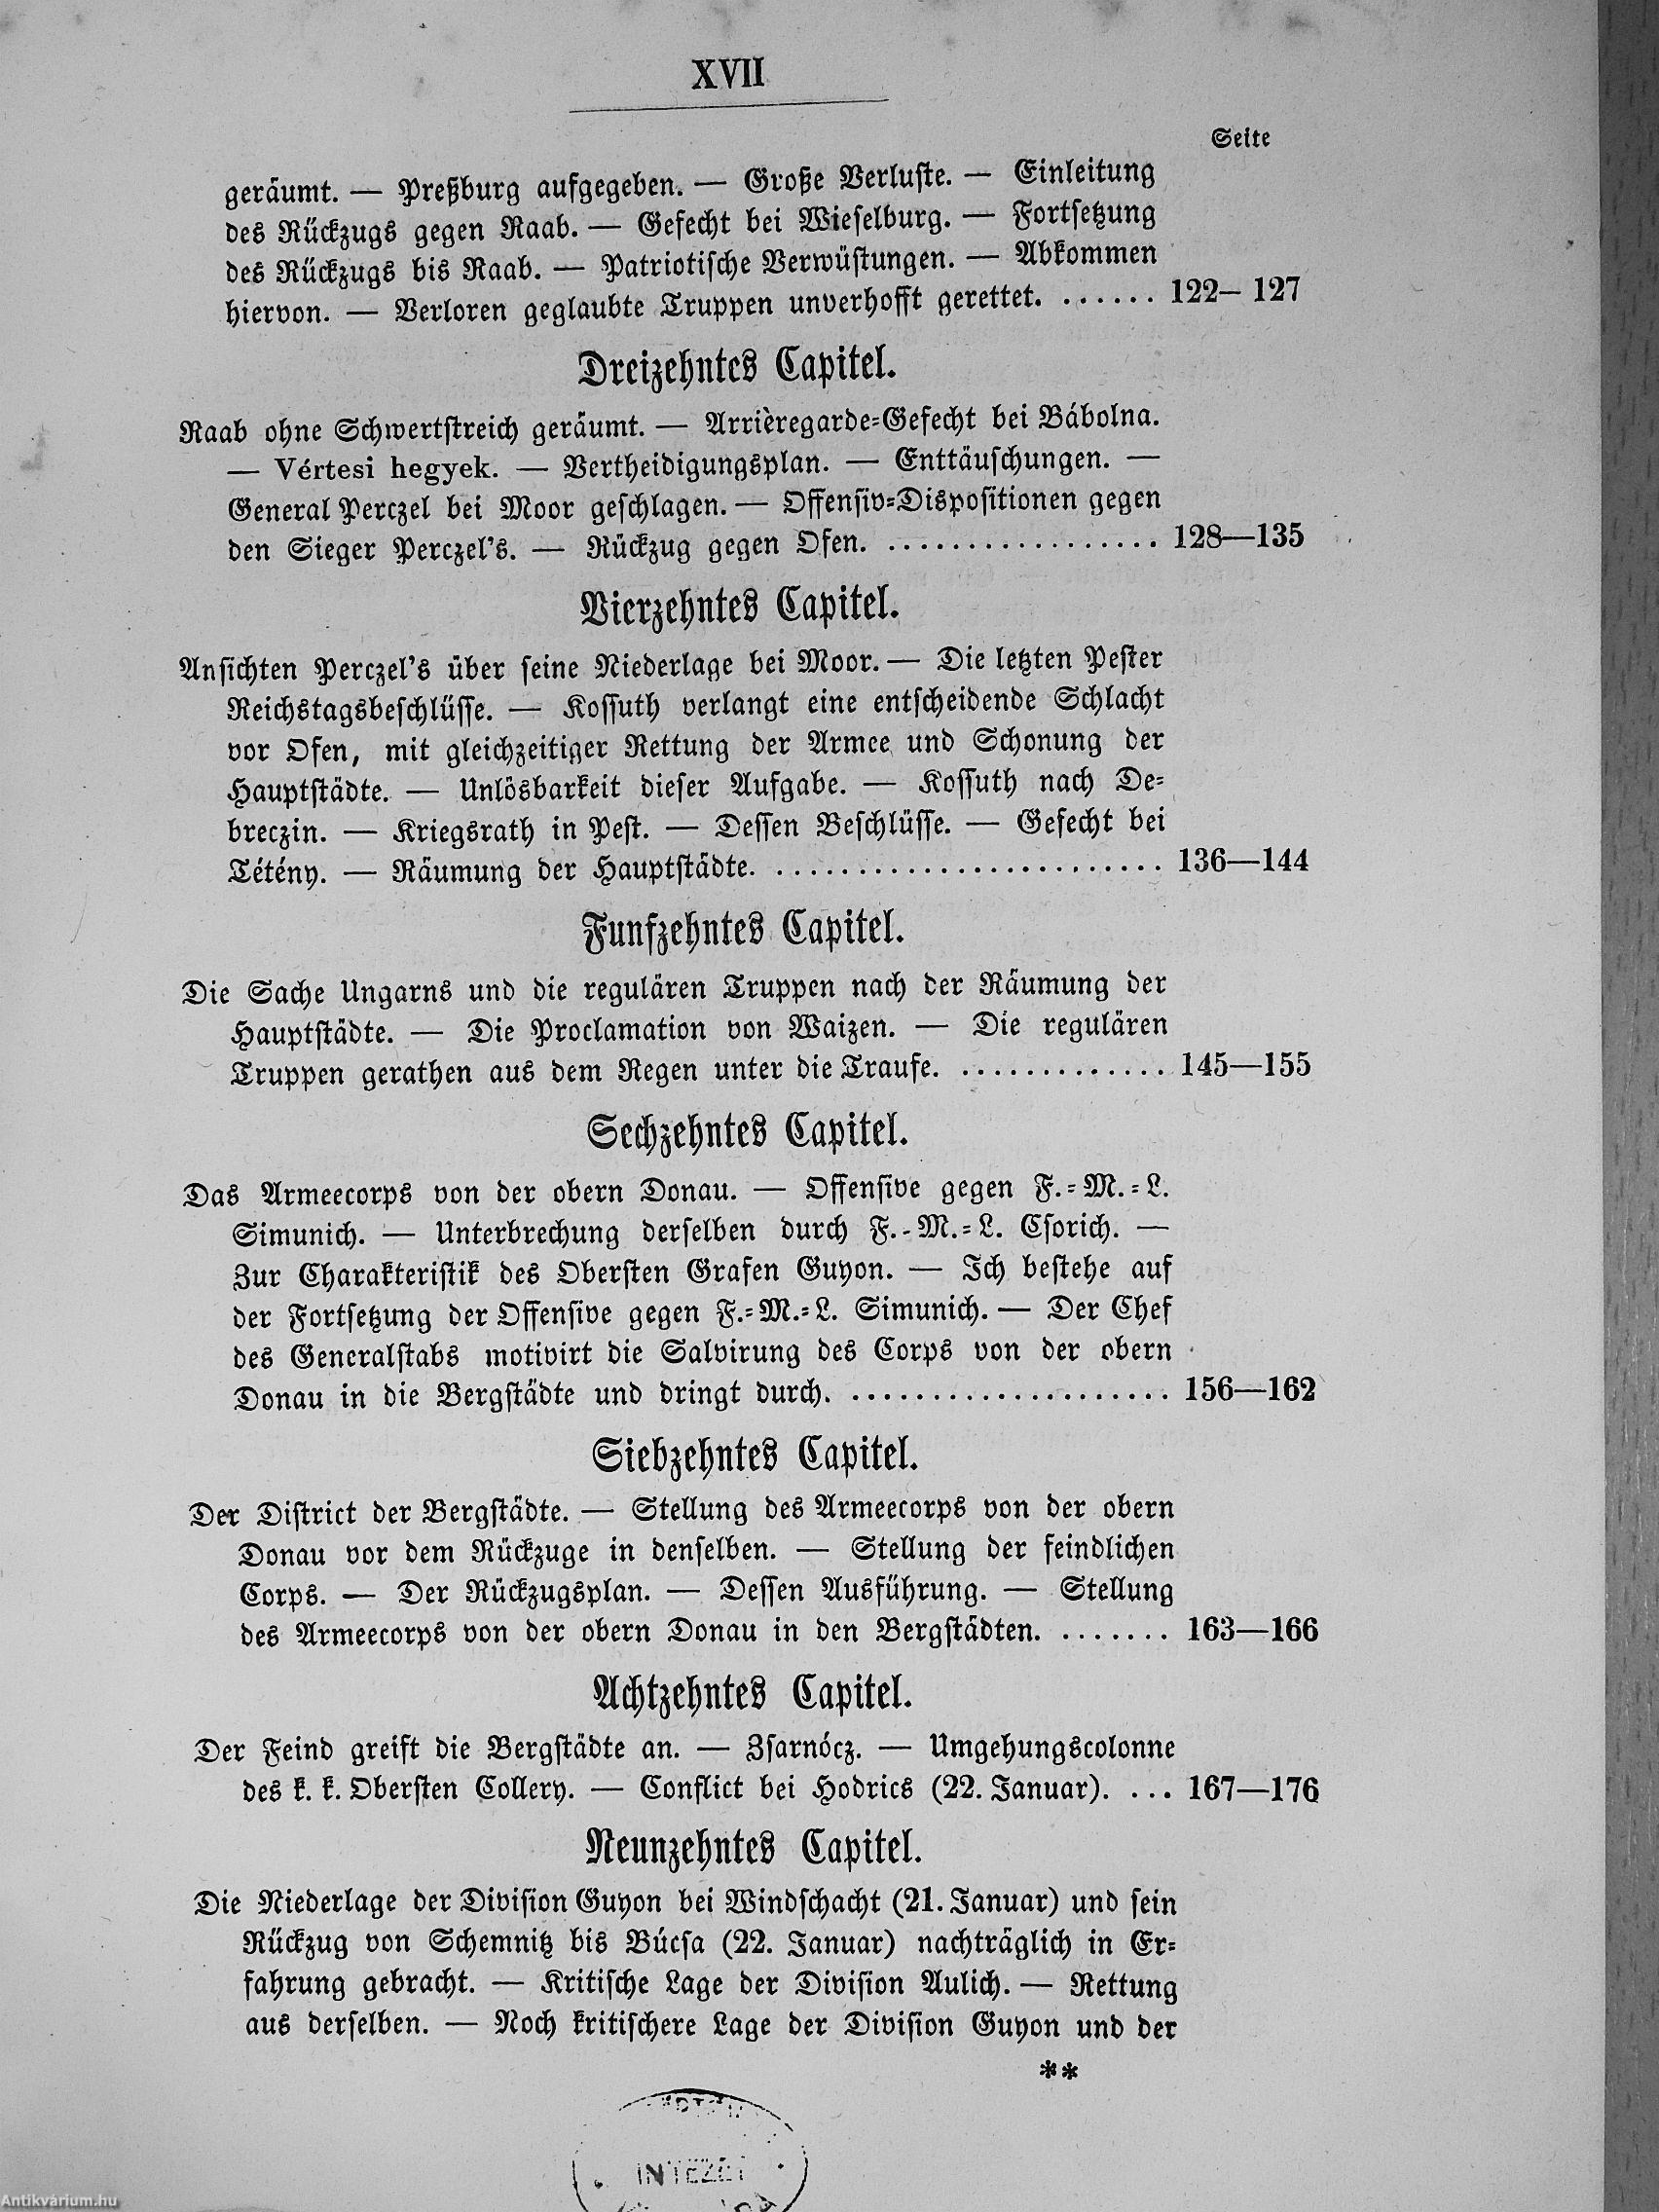 XVII
Seite
geräumt. — Preßburg aufgegeben. — Große Verluste. — Einleitung
des Rückzugs gegen Raab. — Gefecht bei Wieselburg. — Fortsetzung
des Rückzugs bis Raab. — Patriotische Verwüstungen. — Abkommen
hiervon. — Verloren geglaubte Truppen unverhofft gerettet. ...... 122– 127
Dreizehntes Capitel.
Raab ohne Schwertstreich geräumt. — Arrièregarde-Gefecht bei Bábolna.
— Vértesi hegyek. — Vertheidigungsplan. — Enttäuschungen. —
General Perczel bei Moor geschlagen. — Offensiv-Dispositionen gegen
den Sieger Perczel's. — Rückzug gegen Ofen. ................. 128—135
Vierzehntes Capitel.
Ansichten Perczel's über seine Niederlage bei Moor. — Die letzten Pester
Reichstagsbeschlüsse. — Kossuth verlangt eine entscheidende Schlacht
vor Ofen, mit gleichzeitiger Rettung der Armee und Schonung der
Hauptstädte. — Unlösbarkeit dieser Aufgabe. — Kossuth nach De-
breczin. — Kriegsrath in Pest. — Dessen Beschlüsse. — Gefecht bei
Tétény. — Räumung der Hauptstädte. ........................ 136—144
Funfzehntes Capitel.
Die Sache Ungarns und die regulären Truppen nach der Räumung der
Hauptstädte. — Die Proclamation von Waizen. — Die regulären
Truppen gerathen aus dem Regen unter die Traufe. ............. 145—155
Sechzehntes Capitel.
Das Armeecorps von der obern Donau. — Offensive gegen F.-M.-L.
Simunich. — Unterbrechung derselben durch F.-M.-L. Csorich. —
Zur Charakteristik des Obersten Grafen Guyon. — Ich bestehe auf
der Fortsetzung der Offensive gegen F.-M.-L. Simunich. — Der Chef
des Generalstabs motivirt die Salvirung des Corps von der obern
Donau in die Bergstädte und dringt durch. .................... 156—162
Siebzehntes Capitel.
Der District der Bergstädte. — Stellung des Armeecorps von der obern
Donau vor dem Rückzuge in denselben. — Stellung der feindlichen
Corps. — Der Rückzugsplan. — Dessen Ausführung. — Stellung
des Armeecorps von der obern Donau in den Bergstädten. ....... 163—166
Achtzehntes Capitel.
Der Feind greift die Bergstädte an. — Zsarnócz. — Umgehungscolonne
des k. k. Obersten Collery. — Conflict bei Hodrics (22. Januar). ... 167—176
Neunzehntes Capitel.
Die Niederlage der Division Guyon bei Windschacht (21. Januar) und sein
Rückzug von Schemnitz bis Búcsa (22. Januar) nachträglich in Er-
fahrung gebracht. — Kritische Lage der Division Aulich. — Rettung
aus derselben. — Noch kritischere Lage der Division Guyon und der
**
INTÉZET
Antikvárium.hu